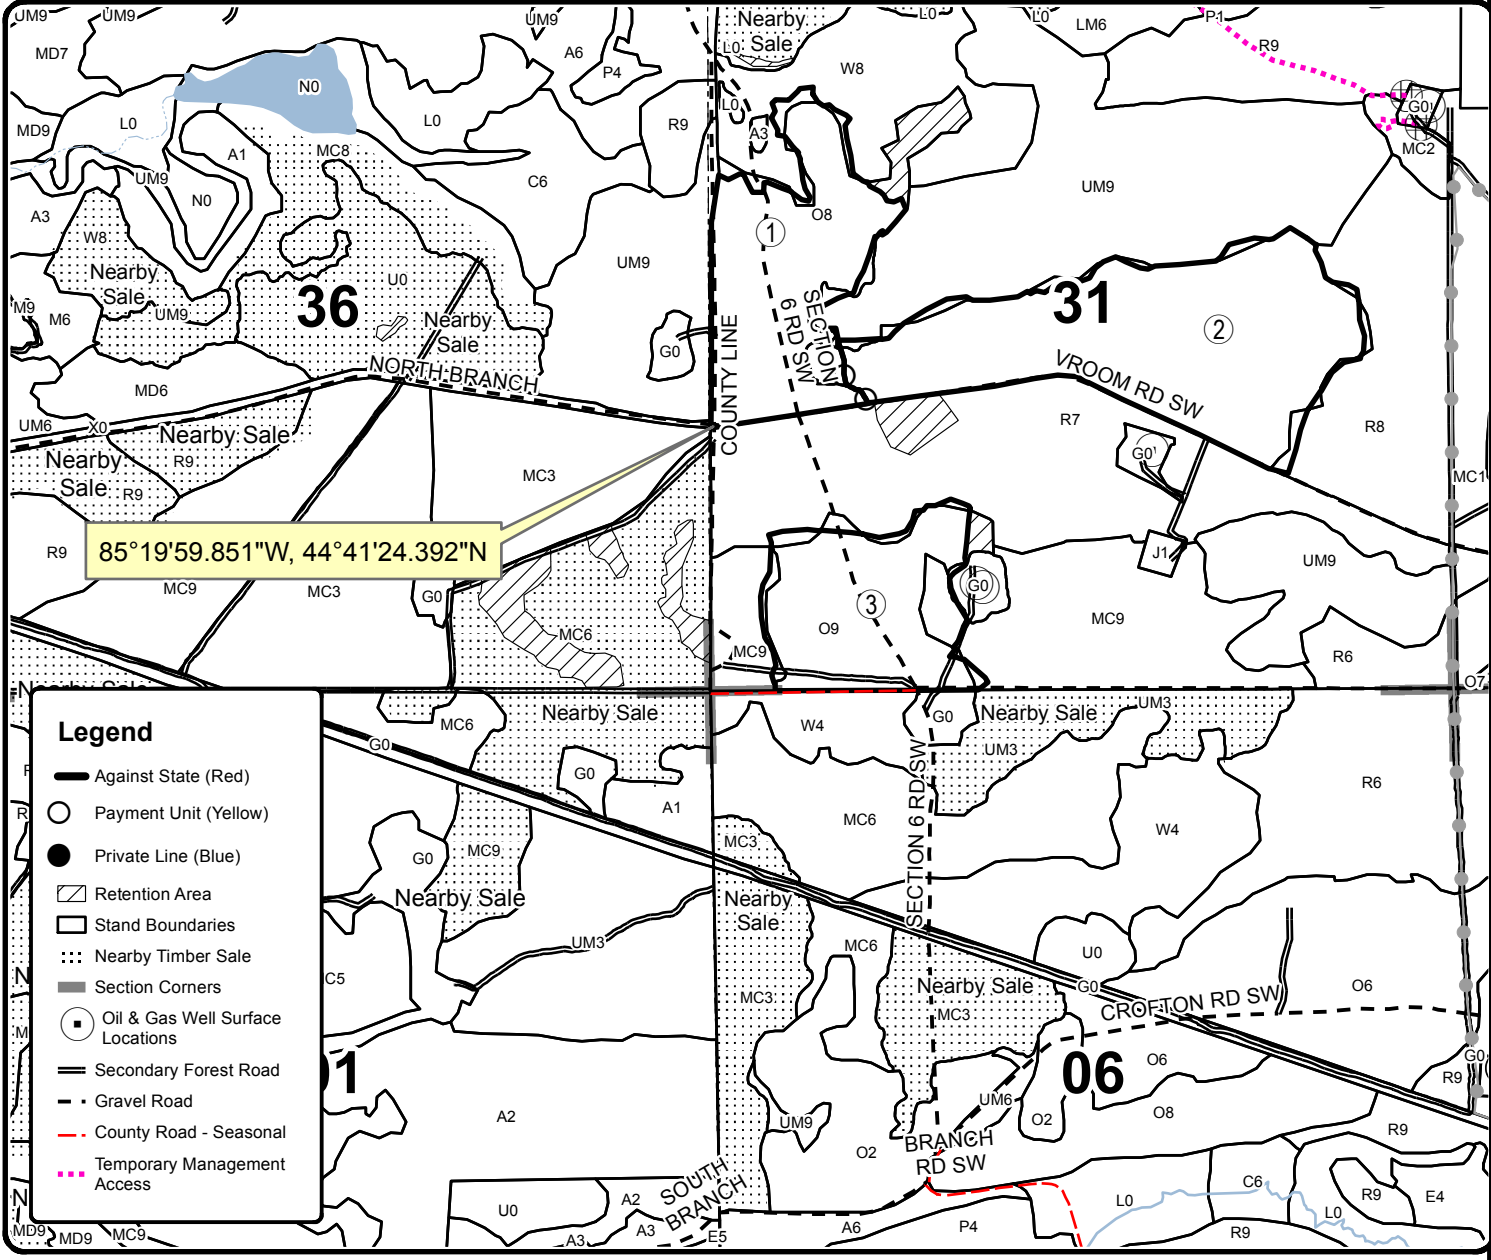 UM9
UM9
Nearby
Sale
L0
L0
P1
MD7
A6
P4
L0
LM6
R9
N0
W8
MD9
L0
L0
R9
L0
A3
G0
MC2
A1
MC8
UM9
N0
C6
UM9
A3
W8
O8
1
Nearby
Sale
UM9
U0
36
UM9
SECTION
6 RD SW
31
2
M9
M6
Nearby
Sale
G0
COUNTY LINE
NORTH BRANCH
VROOM RD SW
MD6
UM6
X0
Nearby Sale
R7
R8
Nearby
Sale
R9
R9
MC3
G0
MC1
85°19'59.851"W, 44°41'24.392"N
R9
J1
UM9
MC9
MC3
G0
G0
3
MC6
O9
MC9
MC9
R6
Nearby Sale
O7
MC6
Nearby Sale
W4
G0
Nearby Sale
UM3
G0
UM3
G0
A1
SECTION 6 RD SW
R6
MC6
W4
MC3
G0
MC9
Nearby Sale
Nearby
Sale
UM3
MC6
U0
C5
MC3
Nearby Sale
MC3
G0
CROFTON RD SW
O6
06
O6
G0
R9
UM6
A2
UM9
O2
O8
O2
BRANCH
RD SW
R9
SOUTH
BRANCH
U0
A2
A3
A3
E5
A6
P4
L0
C6
R9
L0
R9
E4
MD9
MD9
MC9
Legend
Against State (Red)
Payment Unit (Yellow)
Private Line (Blue)
Retention Area
Stand Boundaries
Nearby Timber Sale
Section Corners
Oil & Gas Well Surface
Locations
Secondary Forest Road
Gravel Road
County Road - Seasonal
Temporary Management
Access